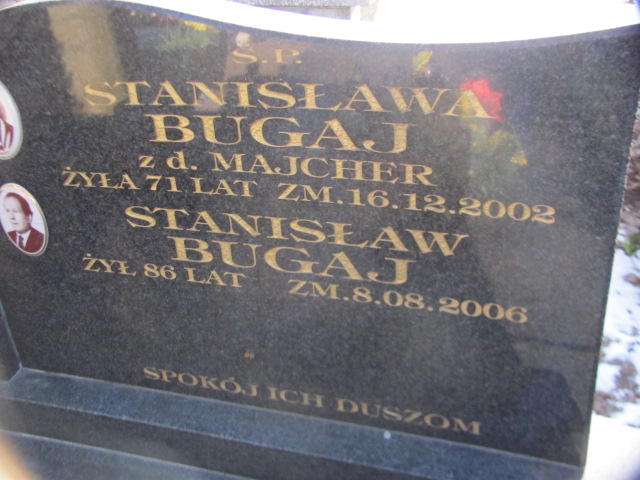 Ś.P.
STANISŁAWA
BUGAJ
z d. MAJCHER
ŻYŁA 71 LAT ZM.16.12.2002
STANISŁAW
BUGAJ
ŻYŁ 86 LAT ZM.8.08.2006
SPOKÓJ ICH DUSZOM